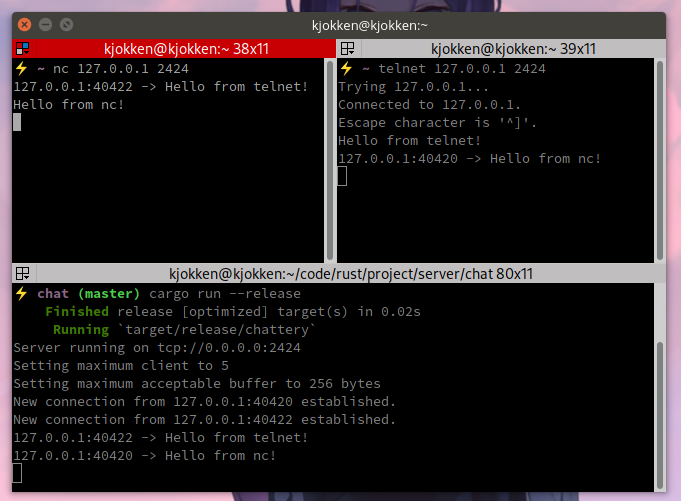 kjokken@kjokken:~
kjokken@kjokken:~ 38x11
⚡ ~ nc 127.0.0.1 2424
127.0.0.1:40422 -> Hello from telnet!
Hello from nc!
kjokken@kjokken:~ 39x11
⚡ ~ telnet 127.0.0.1 2424
Trying 127.0.0.1...
Connected to 127.0.0.1.
Escape character is '^]'.
Hello from telnet!
127.0.0.1:40420 -> Hello from nc!
kjokken@kjokken:~/code/rust/project/server/chat 80x11
⚡ chat (master) cargo run --release
Finished release [optimized] target(s) in 0.02s
Running `target/release/chattery`
Server running on tcp://0.0.0.0:2424
Setting maximum client to 5
Setting maximum acceptable buffer to 256 bytes
New connection from 127.0.0.1:40420 established.
New connection from 127.0.0.1:40422 established.
127.0.0.1:40422 -> Hello from telnet!
127.0.0.1:40420 -> Hello from nc!